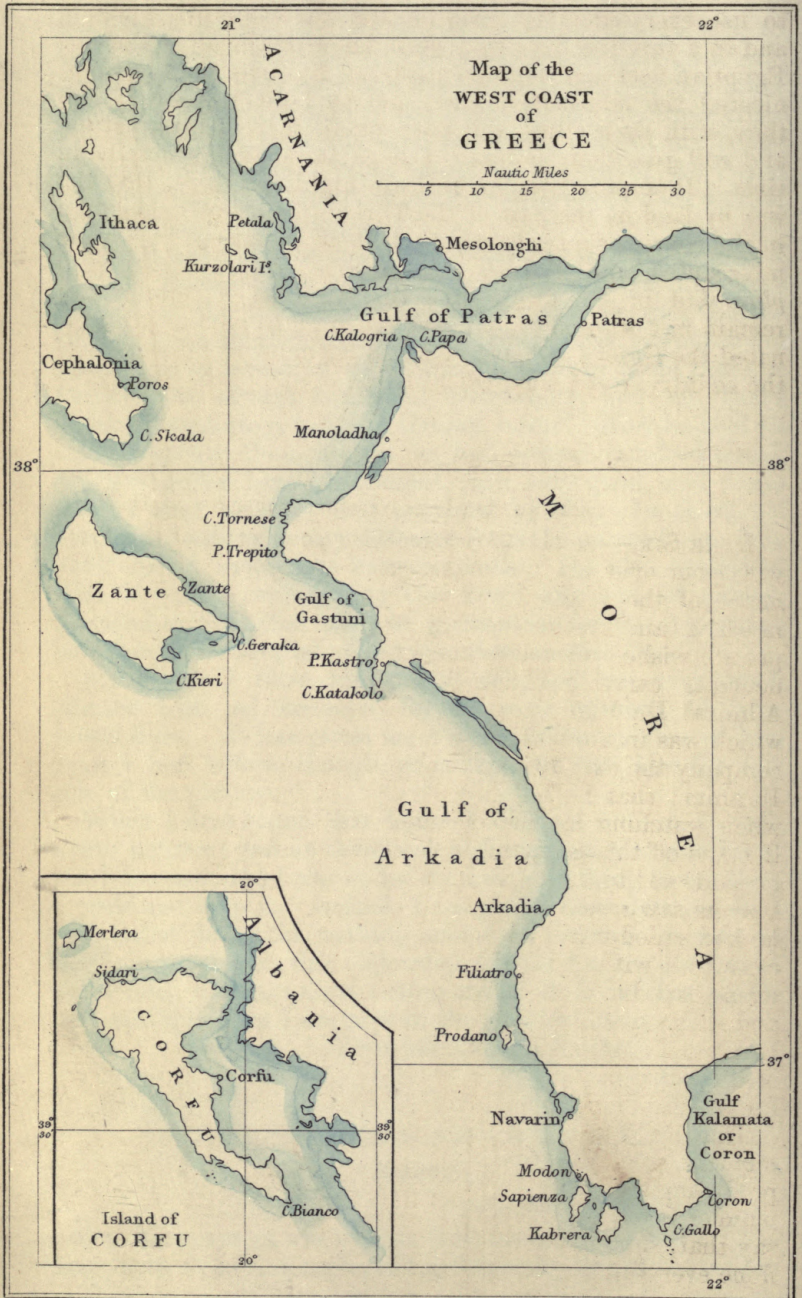 21°
22°
Map of the
WEST COAST
of
GREECE
Nautic Miles
5 10 15 20 25 30
ACARNANIA
Ithaca
Petala
Kurzolari Is.
Mesolonghi
Gulf of Patras
C.Kalogria
C.Papa
Patras
Cephalonia
Poros
C.Skala
Manoladha
38°
38°
C.Tornese
P.Trepito
Zante
Zante
Gulf of
Gastuni
C.Geraka
C.Kieri
P.Kastro
C.Katakolo
MOREA
Gulf of
Arkadia
Arkadia
Filiatro
Prodano
37°
Navarin
Gulf
Kalamata
or
Coron
Modon
Sapienza
Kabrera
Coron
C.Gallo
22°
20°
Merlera
Sidari
Albania
CORFU
Corfu
39°
30'
39°
30'
C.Bianco
Island of
CORFU
20°